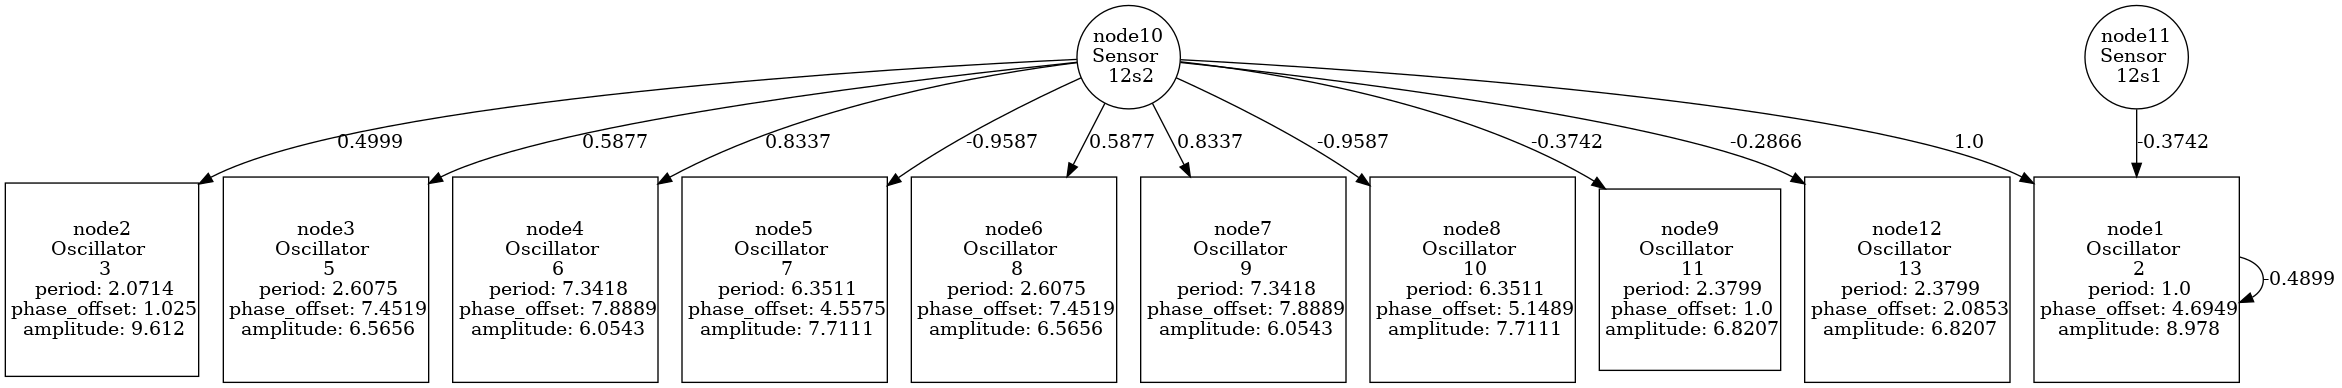 node10
Sensor
12s2
node11
Sensor
12s1
0.4999
0.5877
0.8337
-0.9587
0.5877
0.8337
-0.9587
-0.3742
-0.2866
1.0
-0.3742
node2
Oscillator
3
period: 2.0714
phase_offset: 1.025
amplitude: 9.612
node3
Oscillator
5
period: 2.6075
phase_offset: 7.4519
amplitude: 6.5656
node4
Oscillator
6
period: 7.3418
phase_offset: 7.8889
amplitude: 6.0543
node5
Oscillator
7
period: 6.3511
phase_offset: 4.5575
amplitude: 7.7111
node6
Oscillator
8
period: 2.6075
phase_offset: 7.4519
amplitude: 6.5656
node7
Oscillator
9
period: 7.3418
phase_offset: 7.8889
amplitude: 6.0543
node8
Oscillator
10
period: 6.3511
phase_offset: 5.1489
amplitude: 7.7111
node9
Oscillator
11
period: 2.3799
phase_offset: 1.0
amplitude: 6.8207
node12
Oscillator
13
period: 2.3799
phase_offset: 2.0853
amplitude: 6.8207
node1
Oscillator
2
period: 1.0
phase_offset: 4.6949
amplitude: 8.978
-0.4899